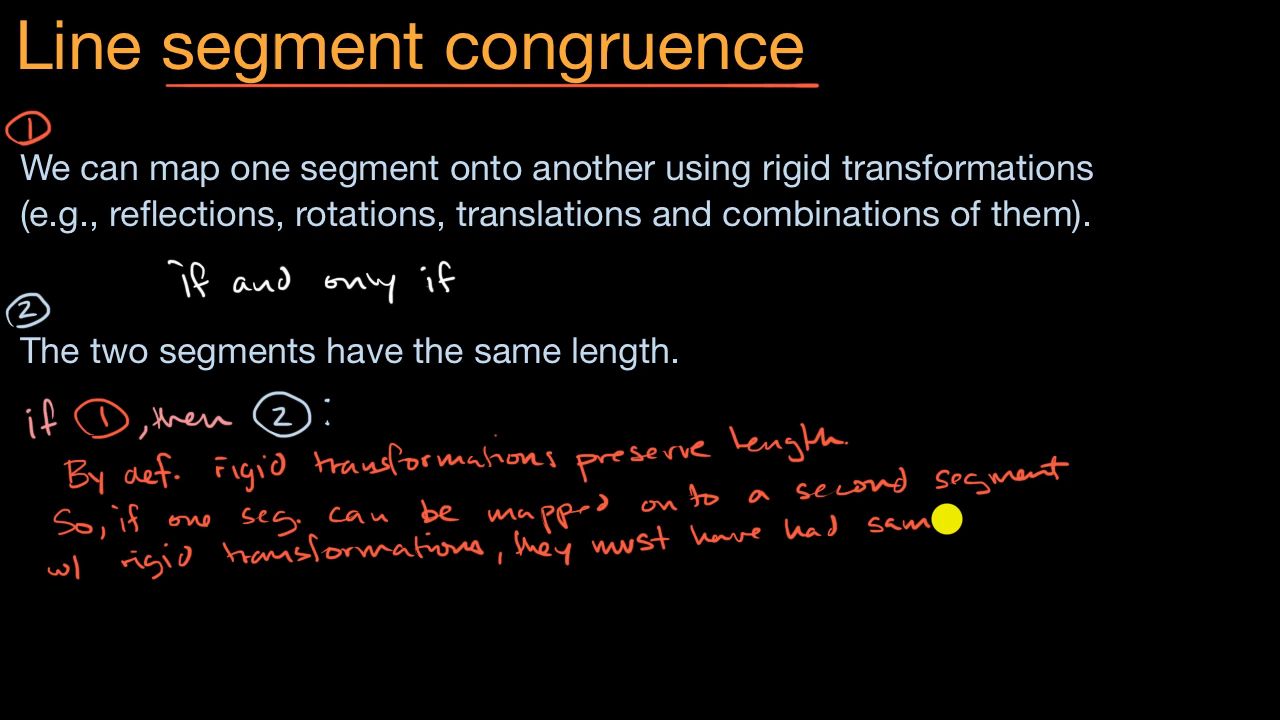 Line segment congruence
1
We can map one segment onto another using rigid transformations
(e.g., reflections, rotations, translations and combinations of them).
if and only if
2
The two segments have the same length.
if 1, then 2:
By def. rigid transformations preserve length.
So, if one seg. can be mapped on to a second segment
w/ rigid transformations, they must have had sam